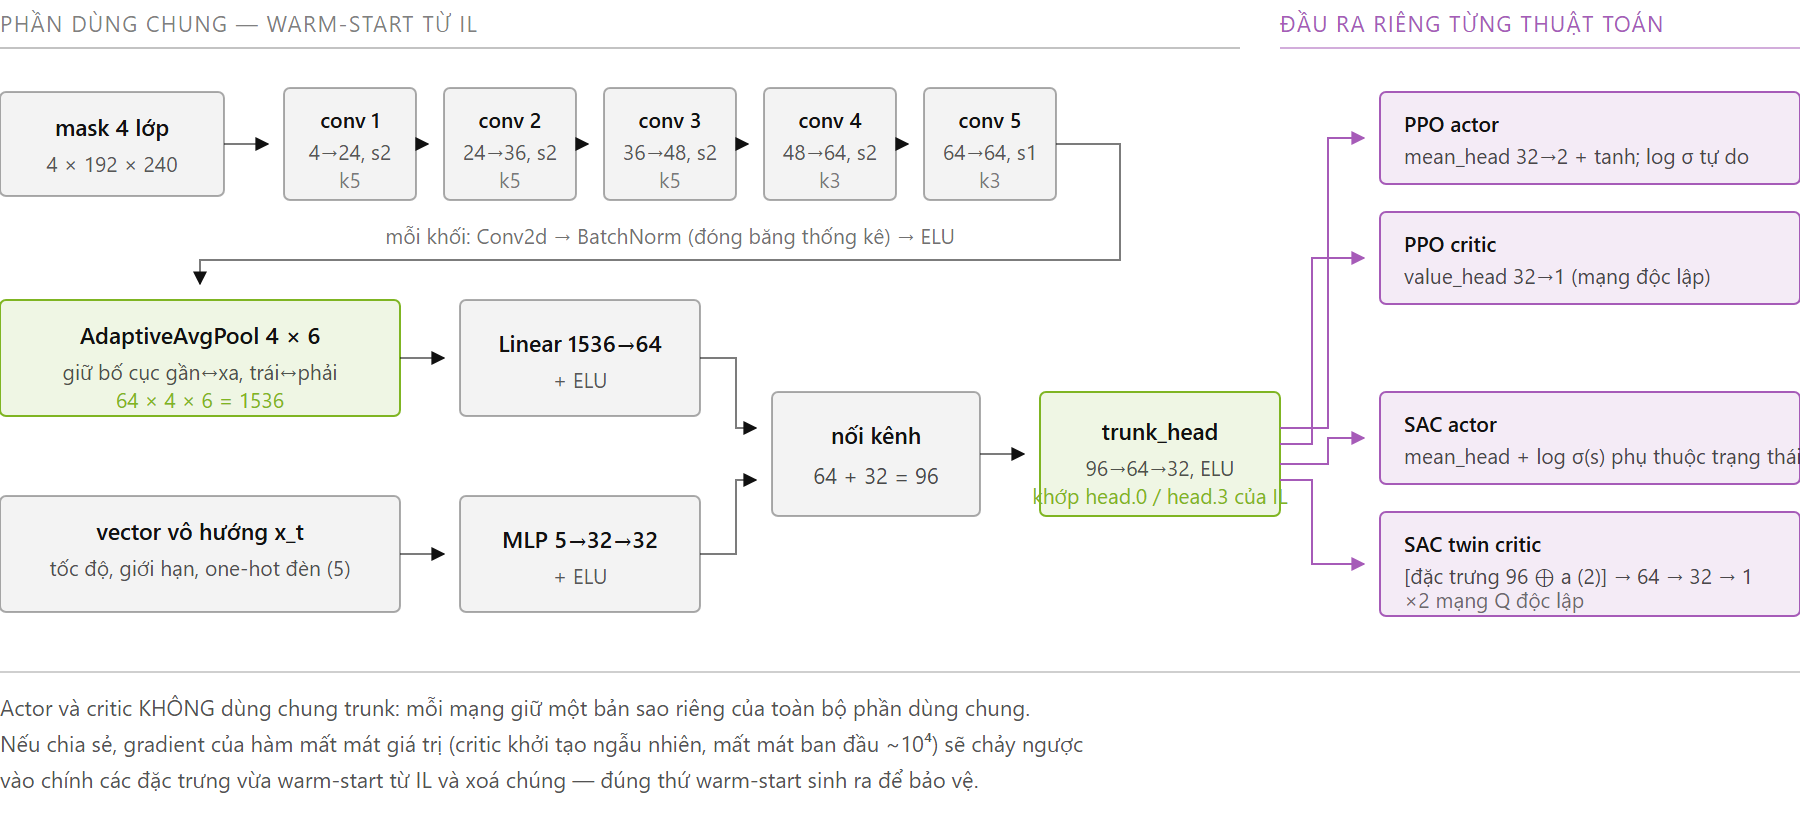 PHẦN DÙNG CHUNG — WARM-START TỪ IL
ĐẦU RA RIÊNG TỪNG THUẬT TOÁN
mask 4 lớp
4 × 192 × 240
conv 1
4→24, s2
k5
conv 2
24→36, s2
k5
conv 3
36→48, s2
k5
conv 4
48→64, s2
k3
conv 5
64→64, s1
k3
mỗi khối: Conv2d → BatchNorm (đóng băng thống kê) → ELU
AdaptiveAvgPool 4 × 6
giữ bố cục gần↔xa, trái↔phải
64 × 4 × 6 = 1536
Linear 1536→64
+ ELU
vector vô hướng x_t
tốc độ, giới hạn, one-hot đèn (5)
MLP 5→32→32
+ ELU
nối kênh
64 + 32 = 96
trunk_head
96→64→32, ELU
khớp head.0 / head.3 của IL
PPO actor
mean_head 32→2 + tanh; log σ tự do
PPO critic
value_head 32→1 (mạng độc lập)
SAC actor
mean_head + log σ(s) phụ thuộc trạng thái
SAC twin critic
[đặc trưng 96 ⊕ a (2)] → 64 → 32 → 1
×2 mạng Q độc lập
Actor và critic KHÔNG dùng chung trunk: mỗi mạng giữ một bản sao riêng của toàn bộ phần dùng chung.
Nếu chia sẻ, gradient của hàm mất mát giá trị (critic khởi tạo ngẫu nhiên, mất mát ban đầu ~10⁴) sẽ chảy ngược
vào chính các đặc trưng vừa warm-start từ IL và xoá chúng — đúng thứ warm-start sinh ra để bảo vệ.